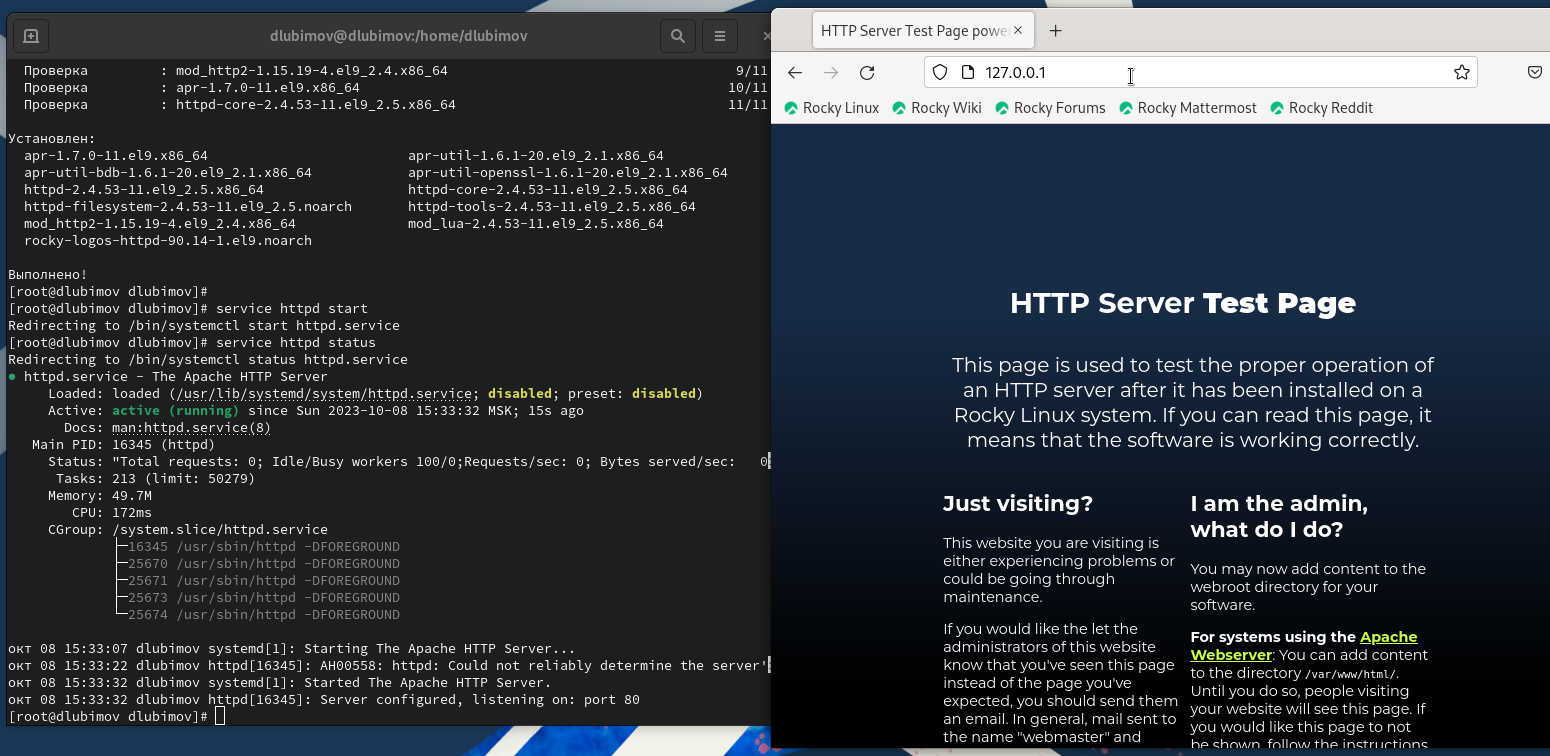 dlubimov@dlubimov:/home/dlubimov
Проверка : mod_http2-1.15.19-4.el9_2.4.x86_64 9/11
Проверка : apr-1.7.0-11.el9.x86_64 10/11
Проверка : httpd-core-2.4.53-11.el9_2.5.x86_64 11/11
Установлен:
apr-1.7.0-11.el9.x86_64 apr-util-1.6.1-20.el9_2.1.x86_64
apr-util-bdb-1.6.1-20.el9_2.1.x86_64 apr-util-openssl-1.6.1-20.el9_2.1.x86_64
httpd-2.4.53-11.el9_2.5.x86_64 httpd-core-2.4.53-11.el9_2.5.x86_64
httpd-filesystem-2.4.53-11.el9_2.5.noarch httpd-tools-2.4.53-11.el9_2.5.x86_64
mod_http2-1.15.19-4.el9_2.4.x86_64 mod_lua-2.4.53-11.el9_2.5.x86_64
rocky-logos-httpd-90.14-1.el9.noarch
Выполнено!
[root@dlubimov dlubimov]#
[root@dlubimov dlubimov]# service httpd start
Redirecting to /bin/systemctl start httpd.service
[root@dlubimov dlubimov]# service httpd status
Redirecting to /bin/systemctl status httpd.service
● httpd.service - The Apache HTTP Server
Loaded: loaded (/usr/lib/systemd/system/httpd.service; disabled; preset: disabled)
Active: active (running) since Sun 2023-10-08 15:33:32 MSK; 15s ago
Docs: man:httpd.service(8)
Main PID: 16345 (httpd)
Status: "Total requests: 0; Idle/Busy workers 100/0;Requests/sec: 0; Bytes served/sec: 0
Tasks: 213 (limit: 50279)
Memory: 49.7M
CPU: 172ms
CGroup: /system.slice/httpd.service
├─16345 /usr/sbin/httpd -DFOREGROUND
├─25670 /usr/sbin/httpd -DFOREGROUND
├─25671 /usr/sbin/httpd -DFOREGROUND
├─25673 /usr/sbin/httpd -DFOREGROUND
└─25674 /usr/sbin/httpd -DFOREGROUND
окт 08 15:33:07 dlubimov systemd[1]: Starting The Apache HTTP Server...
окт 08 15:33:22 dlubimov httpd[16345]: AH00558: httpd: Could not reliably determine the server'
окт 08 15:33:32 dlubimov systemd[1]: Started The Apache HTTP Server.
окт 08 15:33:32 dlubimov httpd[16345]: Server configured, listening on: port 80
[root@dlubimov dlubimov]#
HTTP Server Test Page powe
127.0.0.1
Rocky Linux Rocky Wiki Rocky Forums Rocky Mattermost Rocky Reddit
HTTP Server Test Page
This page is used to test the proper operation of
an HTTP server after it has been installed on a
Rocky Linux system. If you can read this page, it
means that the software is working correctly.
Just visiting?
This website you are visiting is
either experiencing problems or
could be going through
maintenance.
If you would like the let the
administrators of this website
know that you've seen this page
instead of the page you've
expected, you should send them
an email. In general, mail sent to
the name "webmaster" and
I am the admin,
what do I do?
You may now add content to the
webroot directory for your
software.
For systems using the Apache
Webserver: You can add content
to the directory /var/www/html/.
Until you do so, people visiting
your website will see this page. If
you would like this page to not
be shown, follow the instructions